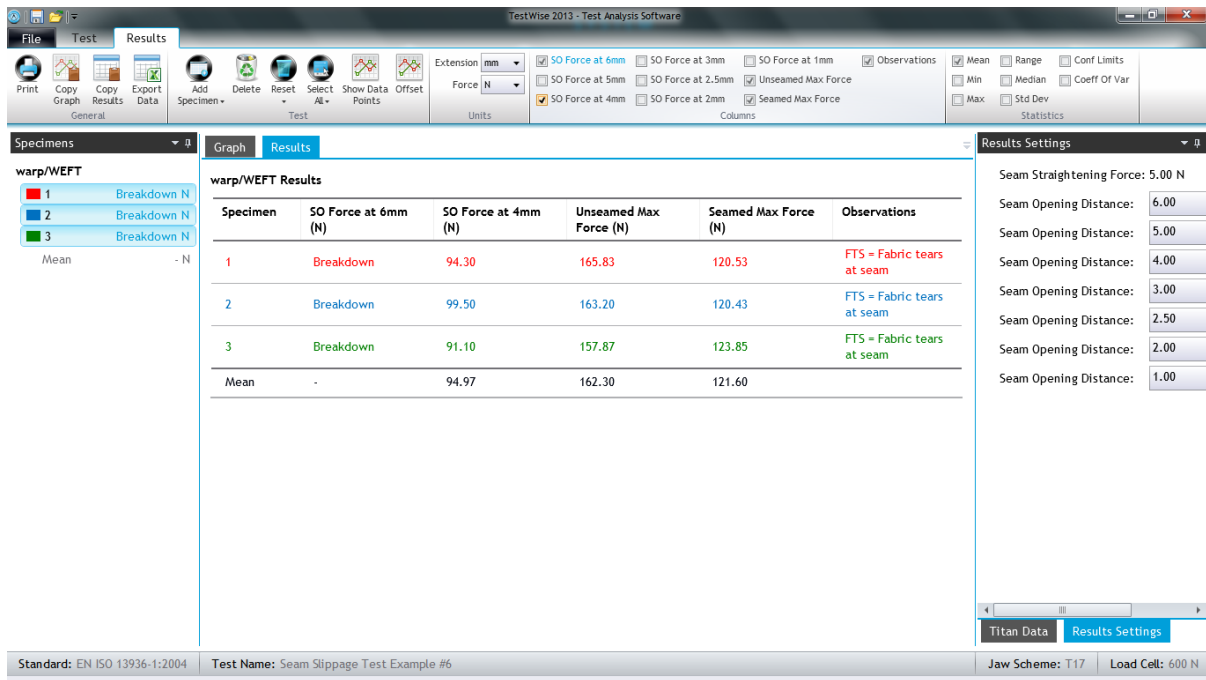 TestWise 2013 - Test Analysis Software
File Test Results
Print Copy Graph Copy Results Export Data
General
Add Specimen Delete Reset Select All Show Data Points Offset
Test
Extension mm
Force N
Units
SO Force at 6mm SO Force at 3mm SO Force at 1mm Observations
SO Force at 5mm SO Force at 2.5mm Unseamed Max Force
SO Force at 4mm SO Force at 2mm Seamed Max Force
Columns
Mean Range Conf Limits
Min Median Coeff Of Var
Max Std Dev
Statistics
Specimens
warp/WEFT
1 Breakdown N
2 Breakdown N
3 Breakdown N
Mean - N
Graph Results
warp/WEFT Results
Specimen SO Force at 6mm (N) SO Force at 4mm (N) Unseamed Max Force (N) Seamed Max Force (N) Observations
1 Breakdown 94.30 165.83 120.53 FTS = Fabric tears at seam
2 Breakdown 99.50 163.20 120.43 FTS = Fabric tears at seam
3 Breakdown 91.10 157.87 123.85 FTS = Fabric tears at seam
Mean - 94.97 162.30 121.60
Results Settings
Seam Straightening Force: 5.00 N
Seam Opening Distance: 6.00
Seam Opening Distance: 5.00
Seam Opening Distance: 4.00
Seam Opening Distance: 3.00
Seam Opening Distance: 2.50
Seam Opening Distance: 2.00
Seam Opening Distance: 1.00
Titan Data Results Settings
Standard: EN ISO 13936-1:2004 Test Name: Seam Slippage Test Example #6 Jaw Scheme: T17 Load Cell: 600 N